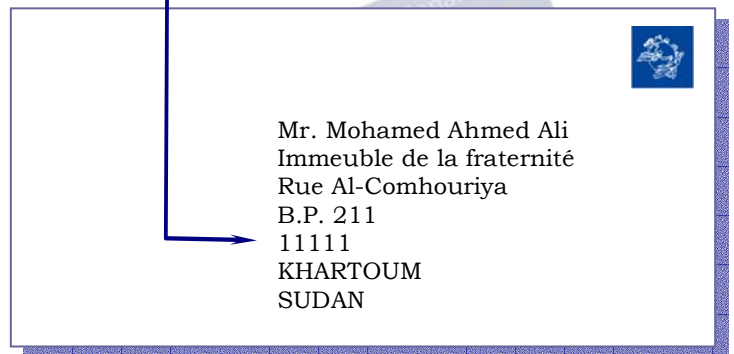 Mr. Mohamed Ahmed Ali
Immeuble de la fraternité
Rue Al-Comhouriya
B.P. 211
11111
KHARTOUM
SUDAN